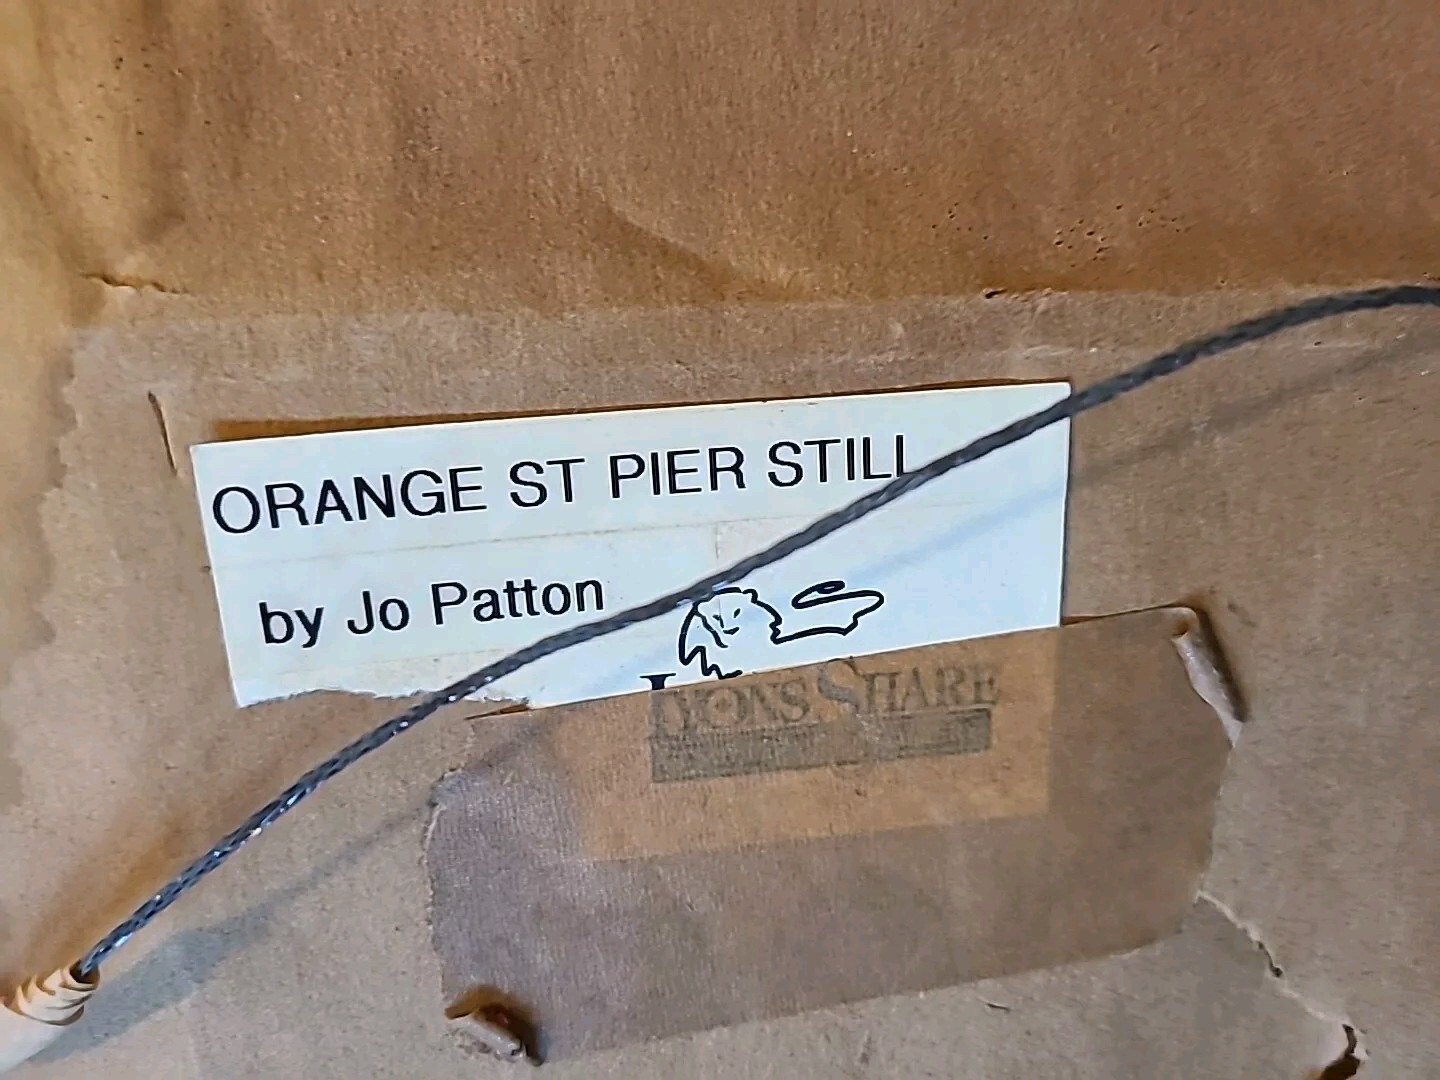 ORANGE ST PIER STILL
by Jo Patton
LYONS SHARE